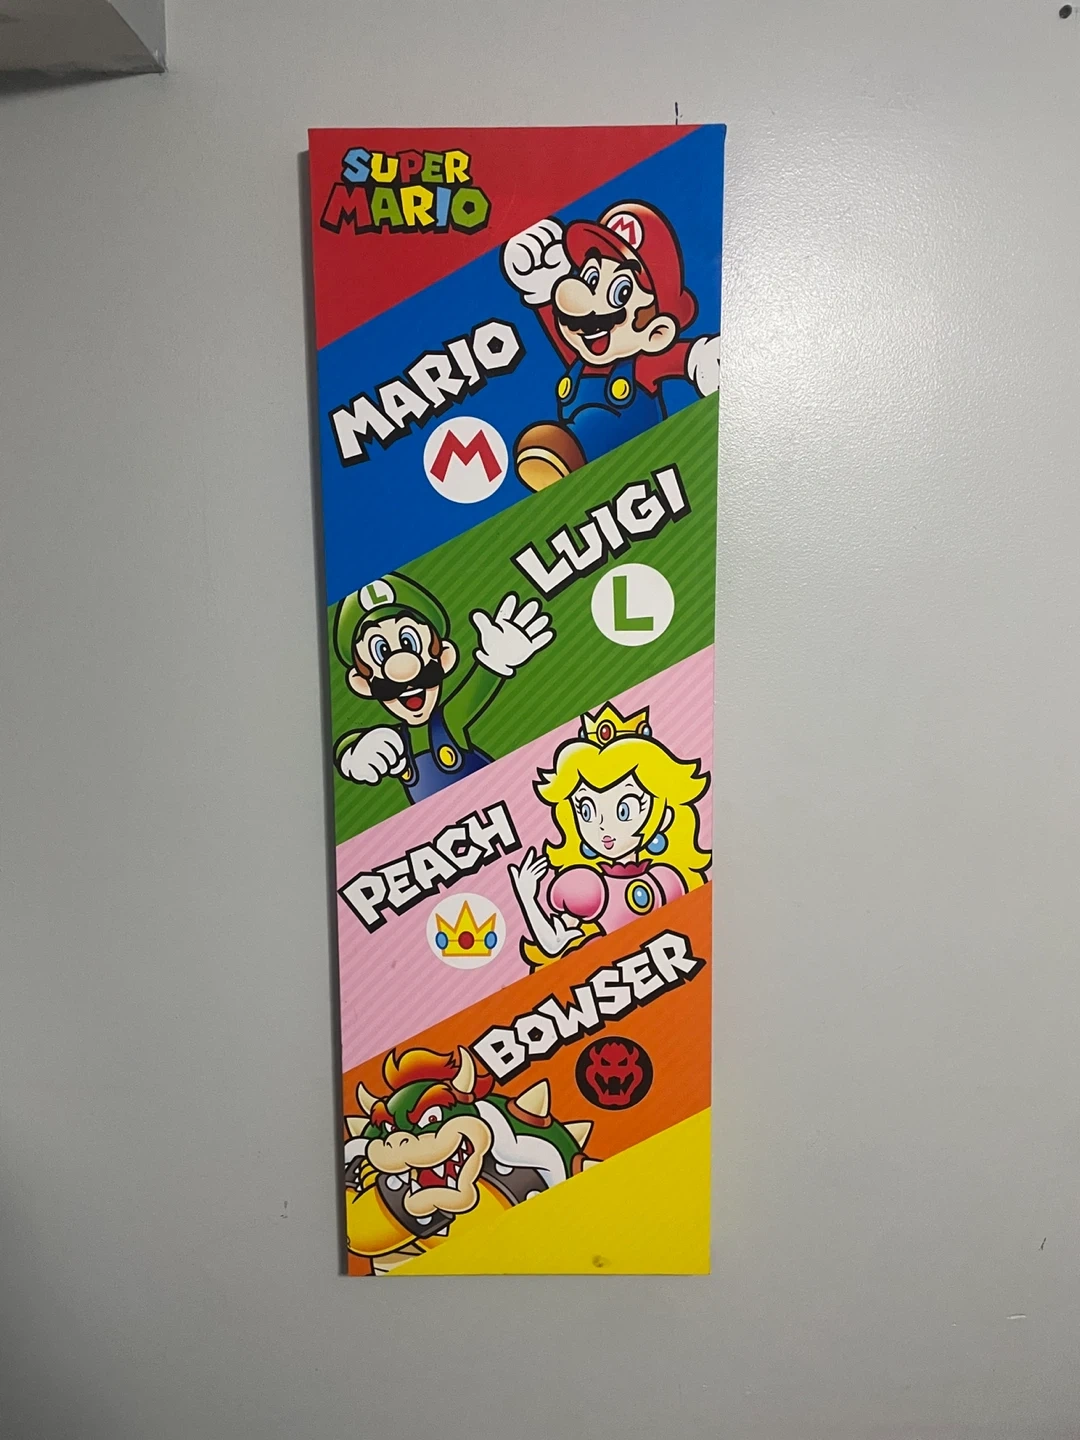 SUPER
MARIO
M
MARIO
M
LUIGI
L
L
PEACH
BOWSER